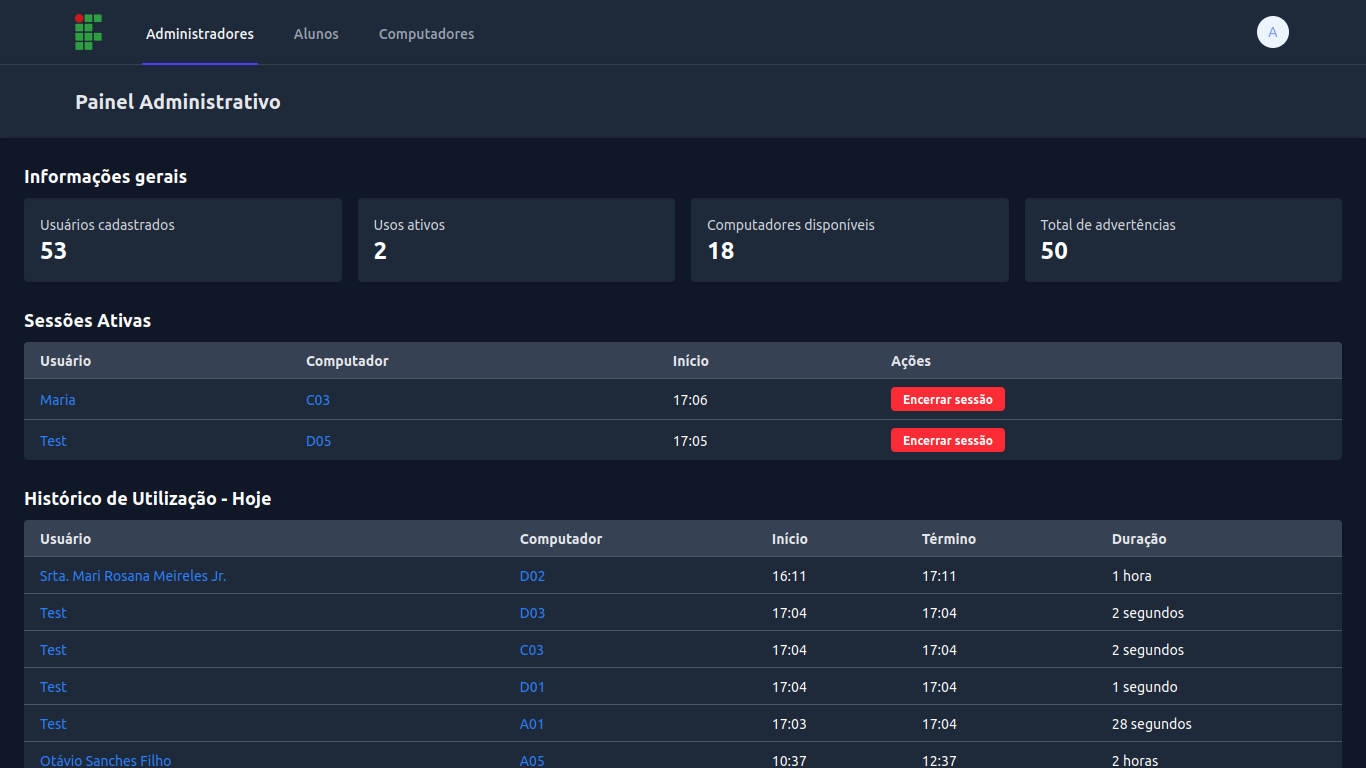 Administradores Alunos Computadores A
Painel Administrativo
Informações gerais
Usuários cadastrados Usos ativos Computadores disponíveis Total de advertências
53 2 18 50
Sessões Ativas
Usuário Computador Início Ações
Maria C03 17:06 Encerrar sessão
Test D05 17:05 Encerrar sessão
Histórico de Utilização - Hoje
Usuário Computador Início Término Duração
Srta. Mari Rosana Meireles Jr. D02 16:11 17:11 1 hora
Test D03 17:04 17:04 2 segundos
Test C03 17:04 17:04 2 segundos
Test D01 17:04 17:04 1 segundo
Test A01 17:03 17:04 28 segundos
Otávio Sanches Filho A05 10:37 12:37 2 horas